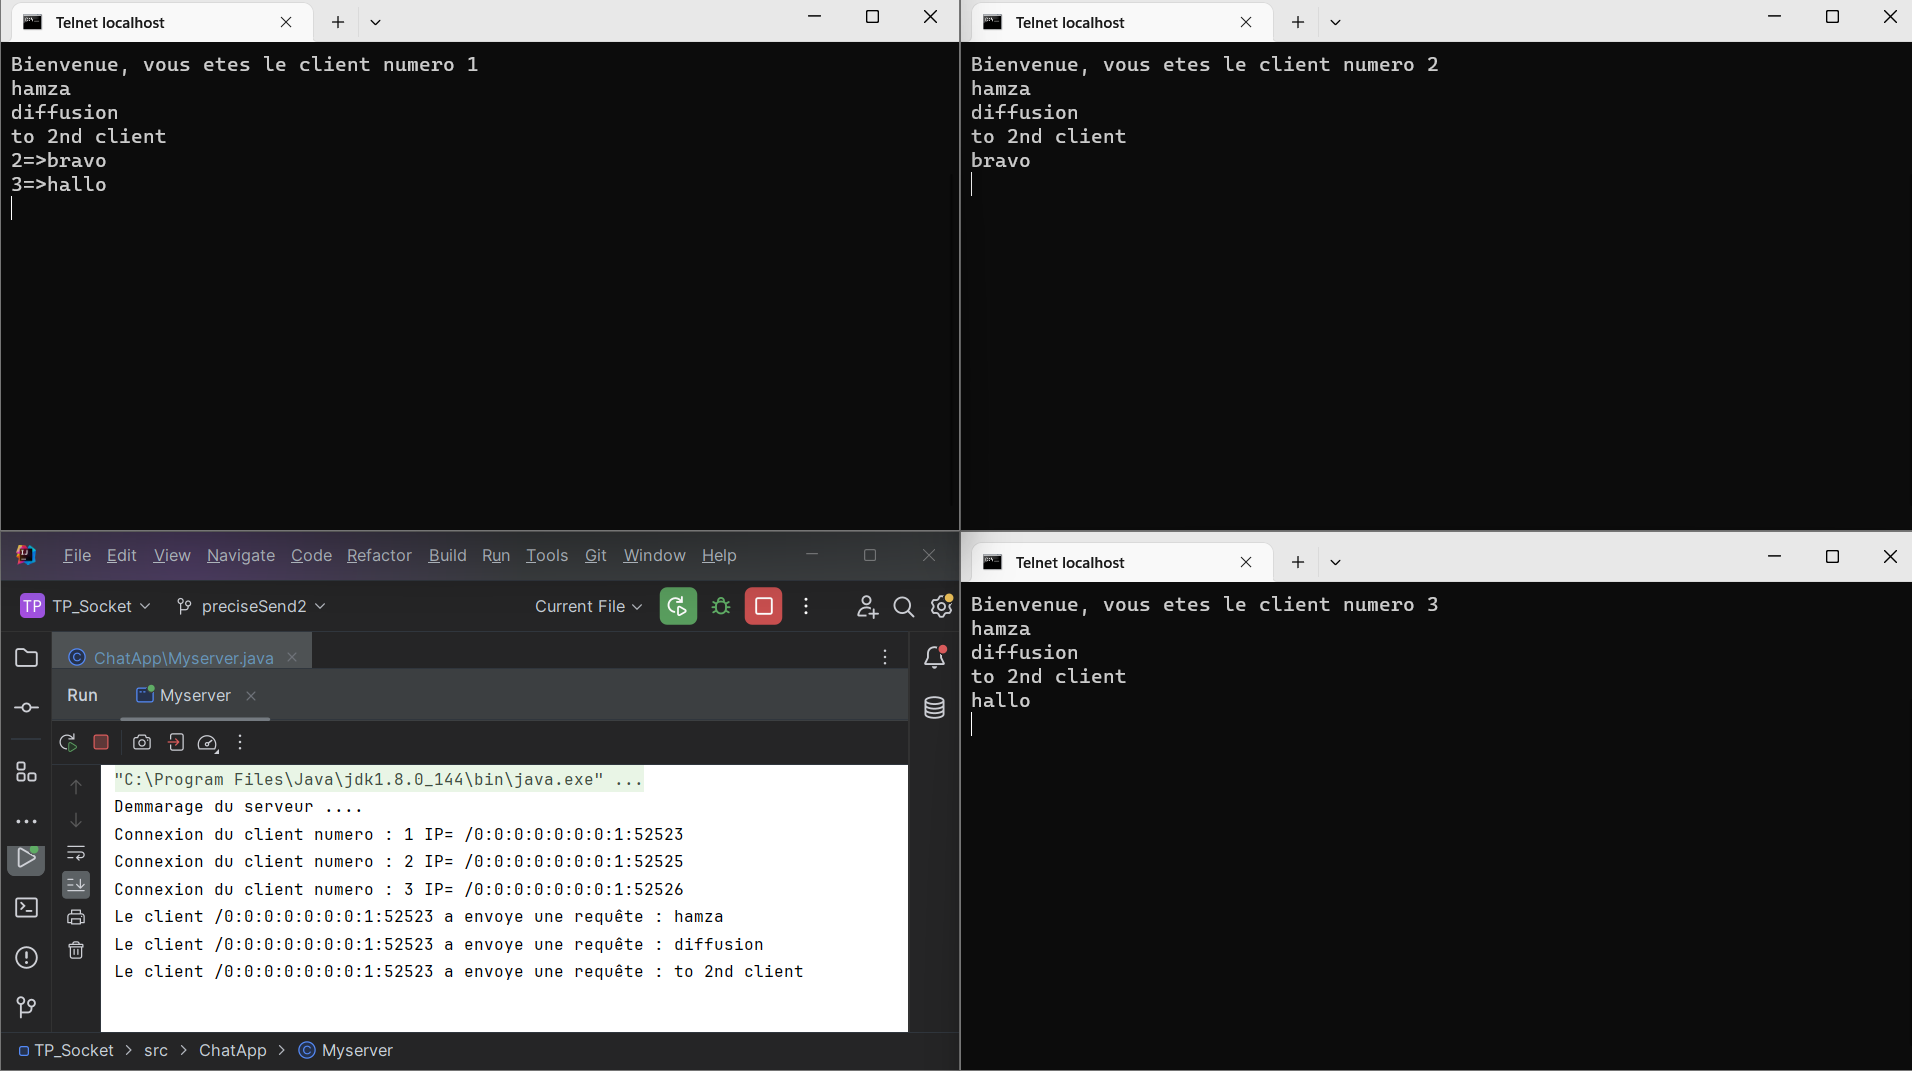 Telnet localhost
Bienvenue, vous etes le client numero 1
hamza
diffusion
to 2nd client
2=>bravo
3=>hallo
Telnet localhost
Bienvenue, vous etes le client numero 2
hamza
diffusion
to 2nd client
bravo
File Edit View Navigate Code Refactor Build Run Tools Git Window Help
TP TP_Socket preciseSend2 Current File
ChatApp\Myserver.java
Run Myserver
"C:\Program Files\Java\jdk1.8.0_144\bin\java.exe" ...
Demmarage du serveur ....
Connexion du client numero : 1 IP= /0:0:0:0:0:0:0:1:52523
Connexion du client numero : 2 IP= /0:0:0:0:0:0:0:1:52525
Connexion du client numero : 3 IP= /0:0:0:0:0:0:0:1:52526
Le client /0:0:0:0:0:0:0:1:52523 a envoye une requête : hamza
Le client /0:0:0:0:0:0:0:1:52523 a envoye une requête : diffusion
Le client /0:0:0:0:0:0:0:1:52523 a envoye une requête : to 2nd client
TP_Socket > src > ChatApp > Myserver
Telnet localhost
Bienvenue, vous etes le client numero 3
hamza
diffusion
to 2nd client
hallo